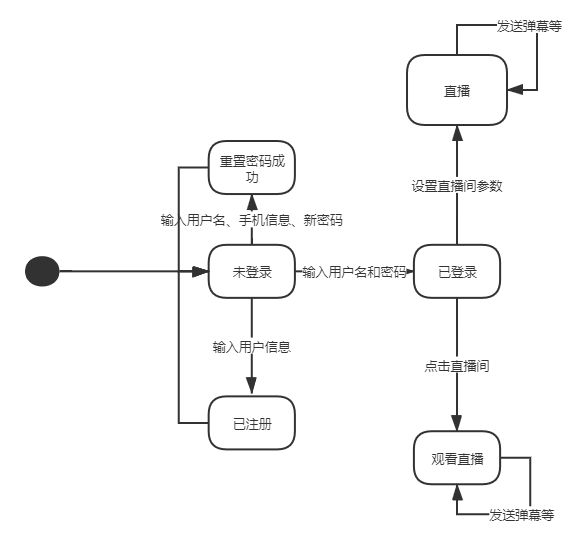 发送弹幕等
直播
重置密码成
功
设置直播间参数
输入用户名、手机信息、新密码
未登录
输入用户名和密码
已登录
输入用户信息
点击直播间
已注册
观看直播
发送弹幕等